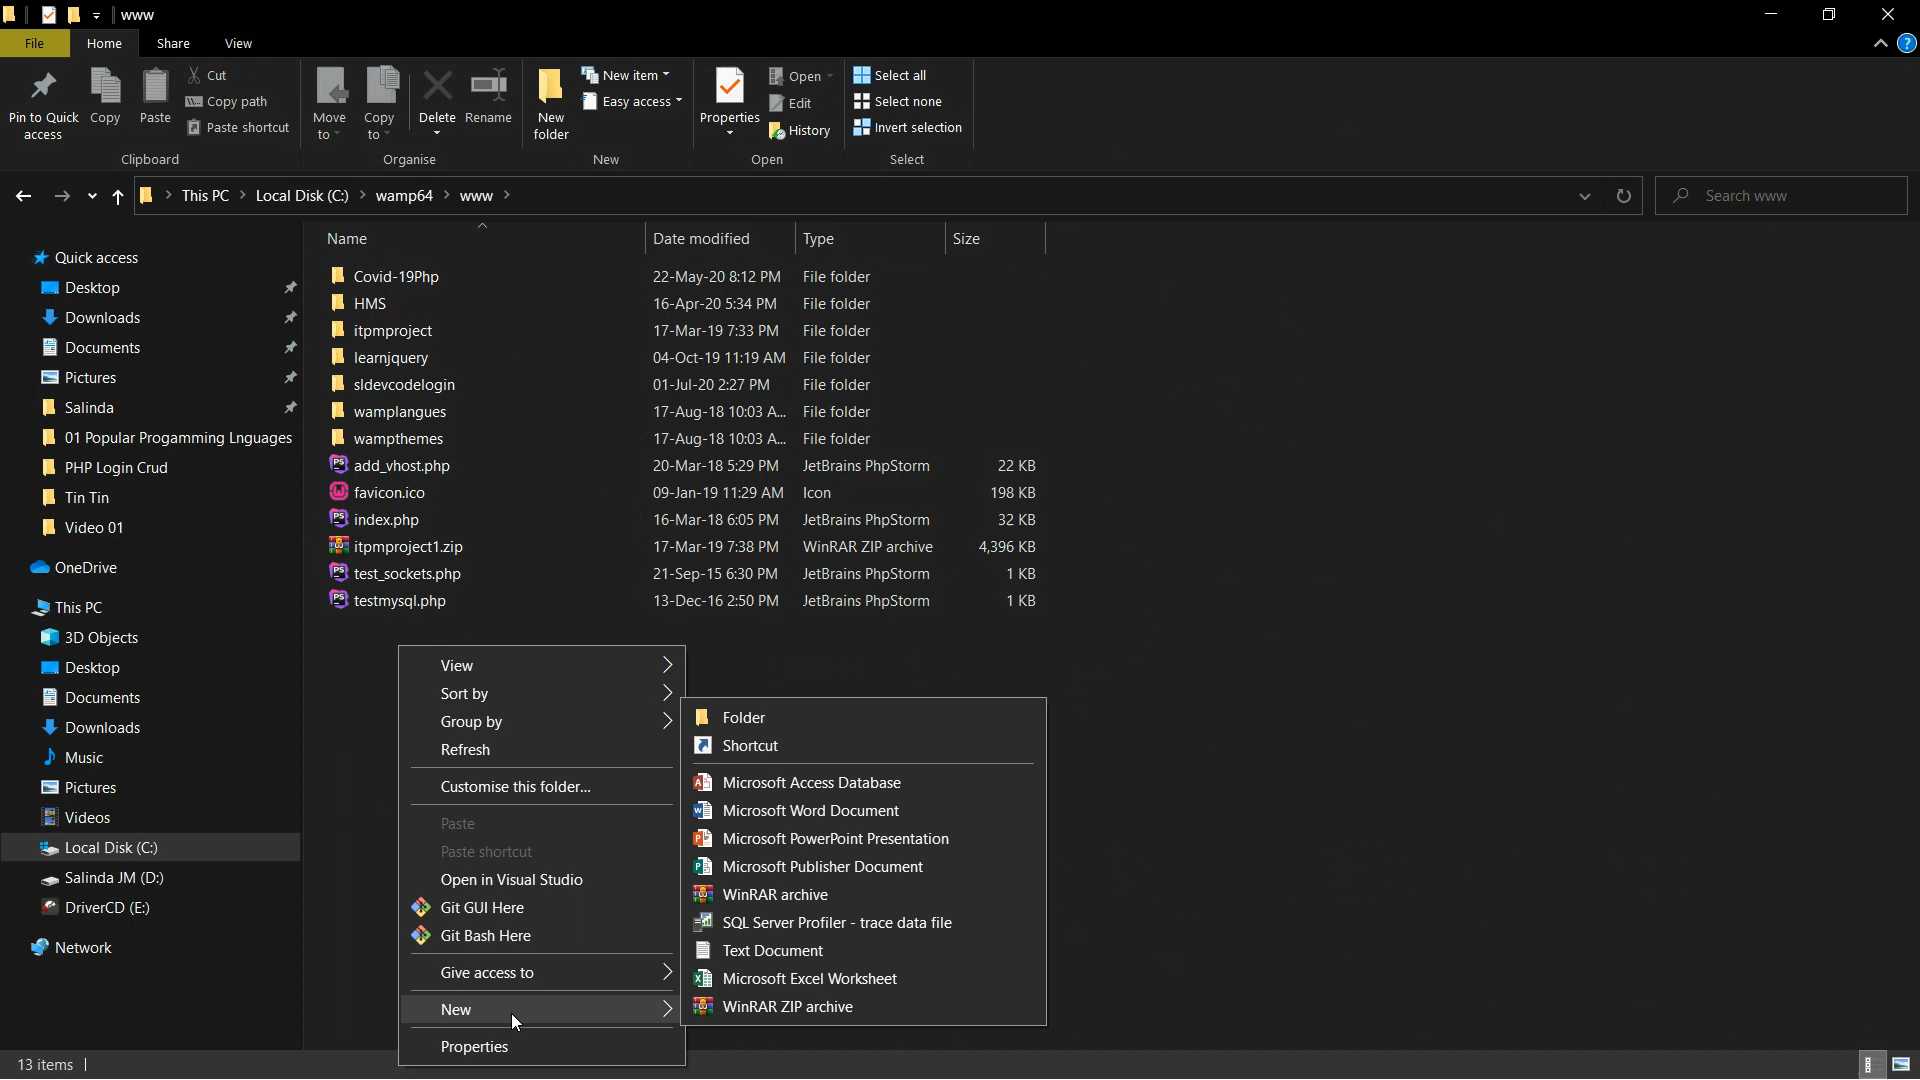 www
File Home Share View
Pin to Quick access
Copy
Paste
Cut
Copy path
Paste shortcut
Clipboard
Move to
Copy to
Delete
Rename
Organise
New folder
New item
Easy access
New
Properties
Open
Edit
History
Open
Select all
Select none
Invert selection
Select
This PC > Local Disk (C:) > wamp64 > www >
Search www
Quick access
Desktop
Downloads
Documents
Pictures
Salinda
01 Popular Progamming Lnguages
PHP Login Crud
Tin Tin
Video 01
OneDrive
This PC
3D Objects
Desktop
Documents
Downloads
Music
Pictures
Videos
Local Disk (C:)
Salinda JM (D:)
DriverCD (E:)
Network
Name Date modified Type Size
Covid-19Php 22-May-20 8:12 PM File folder
HMS 16-Apr-20 5:34 PM File folder
itpmproject 17-Mar-19 7:33 PM File folder
learnjquery 04-Oct-19 11:19 AM File folder
sldevcodelogin 01-Jul-20 2:27 PM File folder
wamplangues 17-Aug-18 10:03 A... File folder
wampthemes 17-Aug-18 10:03 A... File folder
add_vhost.php 20-Mar-18 5:29 PM JetBrains PhpStorm 22 KB
favicon.ico 09-Jan-19 11:29 AM Icon 198 KB
index.php 16-Mar-18 6:05 PM JetBrains PhpStorm 32 KB
itpmproject1.zip 17-Mar-19 7:38 PM WinRAR ZIP archive 4,396 KB
test_sockets.php 21-Sep-15 6:30 PM JetBrains PhpStorm 1 KB
testmysql.php 13-Dec-16 2:50 PM JetBrains PhpStorm 1 KB
View
Sort by
Group by
Refresh
Customise this folder...
Paste
Paste shortcut
Open in Visual Studio
Git GUI Here
Git Bash Here
Give access to
New
Properties
Folder
Shortcut
Microsoft Access Database
Microsoft Word Document
Microsoft PowerPoint Presentation
Microsoft Publisher Document
WinRAR archive
SQL Server Profiler - trace data file
Text Document
Microsoft Excel Worksheet
WinRAR ZIP archive
13 items